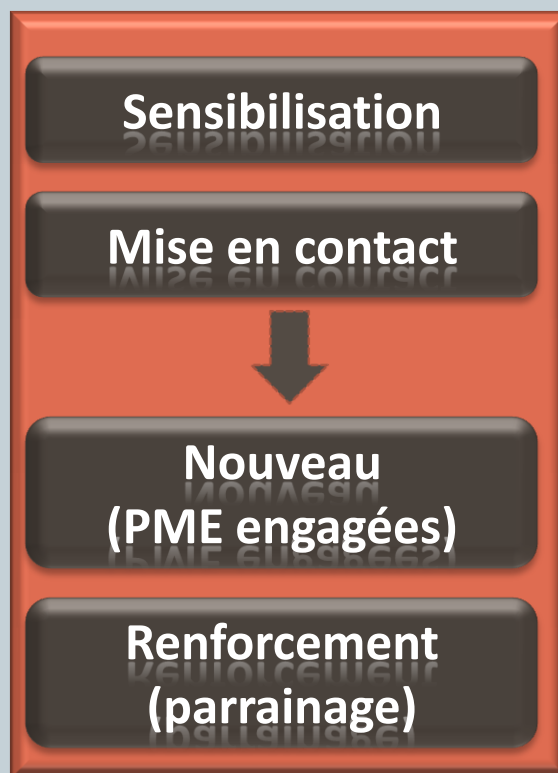 Sensibilisation
Mise en contact
Nouveau
(PME engagées)
Renforcement
(parrainage)